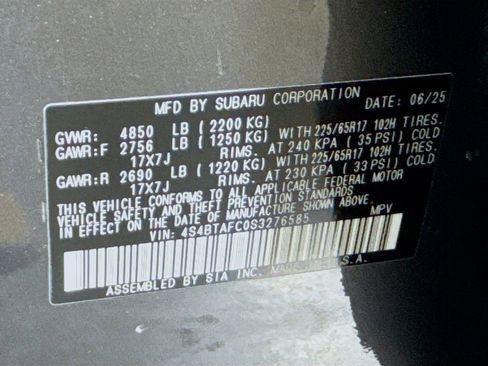 MFD BY SUBARU CORPORATION DATE: 06/25
GVWR: 4850 LB (2200 KG)
GAWR:F 2756 LB (1250 KG) WITH 225/65R17 102H TIRES.
17X7J RIMS. AT 240 KPA ( 35 PSI) COLD
GAWR:R 2690 LB (1220 KG) WITH 225/65R17 102H TIRES.
17X7J RIMS. AT 230 KPA ( 33 PSI) COLD
THIS VEHICLE CONFORMS TO ALL APPLICABLE FEDERAL MOTOR
VEHICLE SAFETY AND THEFT PREVENTION STANDARDS
IN EFFECT ON THE DATE OF MANUFACTURE SHOWN ABOVE.
VIN: 4S4BTAFC0S3276585 MPV
ASSEMBLED BY SIA INC. MADE IN U.S.A.